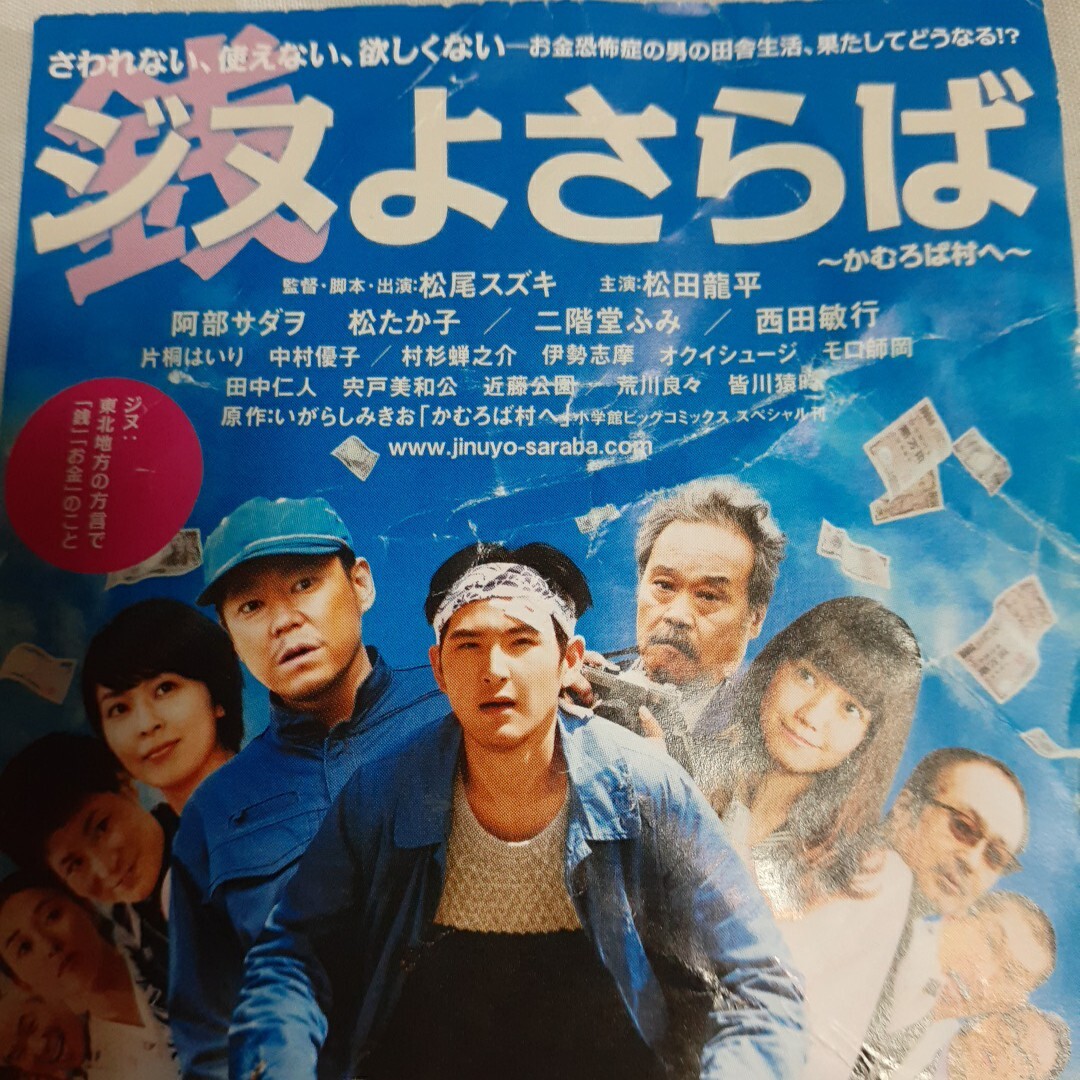 さわれない、使えない、欲しくない—お金恐怖症の男の田舎生活、果たしてどうなる!?
銭
ジヌよさらば
～かむろば村へ～
監督・脚本・出演:松尾スズキ 主演:松田龍平
阿部サダヲ 松たか子 ／ 二階堂ふみ ／ 西田敏行
片桐はいり 中村優子 ／ 村杉蝉之介 伊勢志摩 オクイシュージ モロ師岡
田中仁人 宍戸美和公 近藤公園 ／ 荒川良々 皆川猿時
原作:いがらしみきお「かむろば村へ」小学館ビッグコミックス スペシャル刊
www.jinuyo-saraba.com
ジヌ:
東北地方の方言で
「銭」「お金」のこと